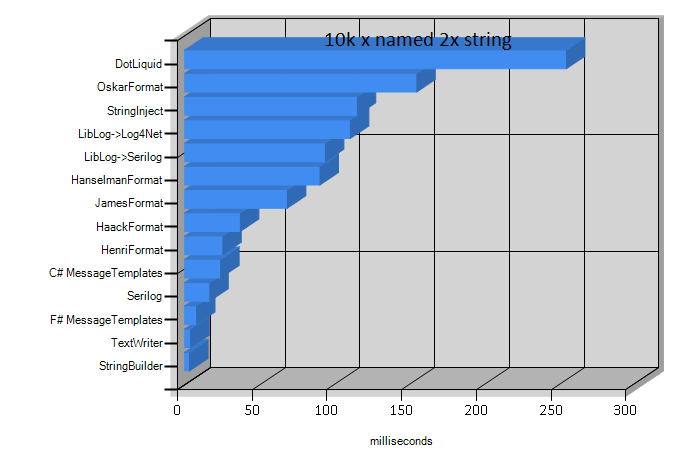 10k x named 2x string
DotLiquid
OskarFormat
StringInject
LibLog->Log4Net
LibLog->Serilog
HanselmanFormat
JamesFormat
HaackFormat
HenriFormat
C# MessageTemplates
Serilog
F# MessageTemplates
TextWriter
StringBuilder
0 50 100 150 200 250 300
milliseconds